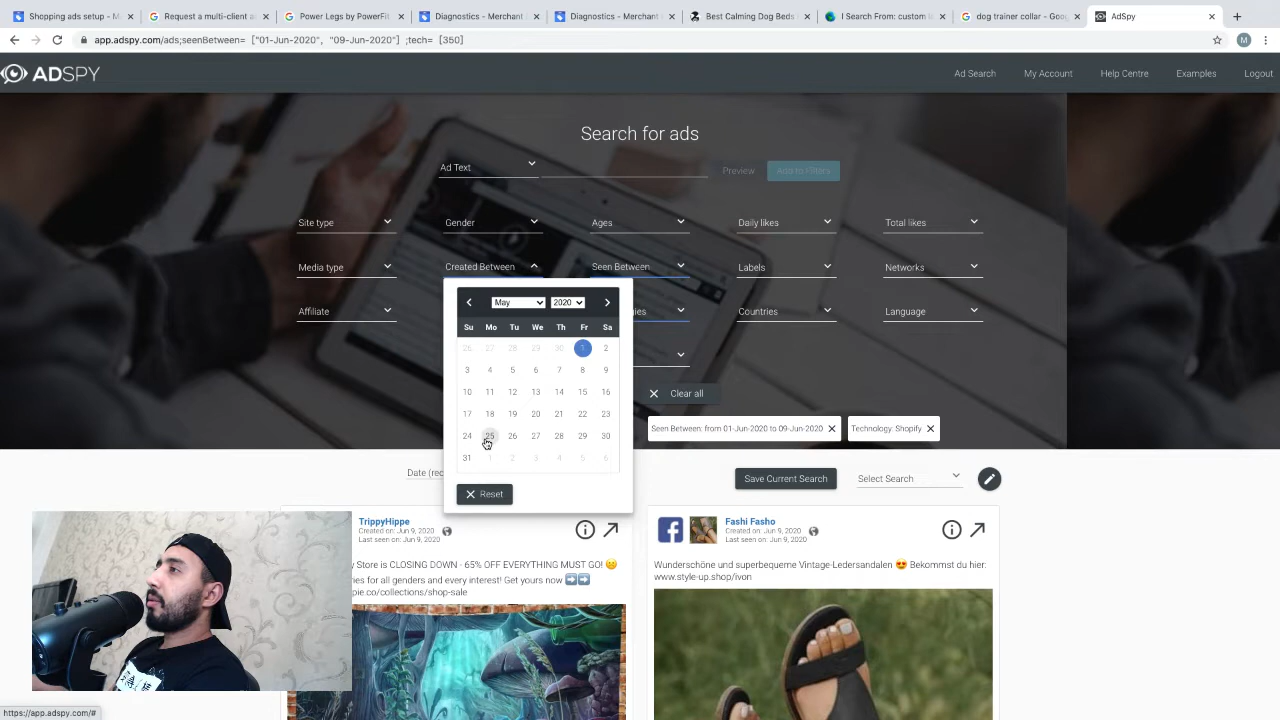 Shopping ads setup - M
Request a multi-client a
Power Legs by PowerFit
Diagnostics - Merchant
Diagnostics - Merchant
Best Calming Dog Beds
I Search From: custom l
dog trainer collar - Goo
AdSpy
app.adspy.com/ads;seenBetween= ["01-Jun-2020", "09-Jun-2020"] ;tech= [350]
M
ADSPY
Ad Search
My Account
Help Centre
Examples
Logout
Search for ads
Ad Text
Preview
Add to filters
Site type
Gender
Ages
Daily likes
Total likes
Media type
Created Between
Seen Between
Labels
Networks
Affiliate
gies
Countries
Language
May
2020
Su Mo Tu We Th Fr Sa
26 27 28 29 30 1 2
3 4 5 6 7 8 9
10 11 12 13 14 15 16
17 18 19 20 21 22 23
24 25 26 27 28 29 30
31 1 2 3 4 5 6
Reset
Clear all
Seen Between: from 01-Jun-2020 to 09-Jun-2020
Technology: Shopify
Date (rec
Save Current Search
Select Search
TrippyHippe
Created on: Jun 9, 2020
Last seen on: Jun 9, 2020
y Store is CLOSING DOWN - 65% OFF EVERYTHING MUST GO! 😢
nes for all genders and every interest! Get yours now ➡️➡️
pie.co/collections/shop-sale
Fashi Fasho
Created on: Jun 9, 2020
Last seen on: Jun 9, 2020
Wunderschöne und superbequeme Vintage-Ledersandalen 😍 Bekommst du hier:
www.style-up.shop/ivon
https://app.adspy.com/#